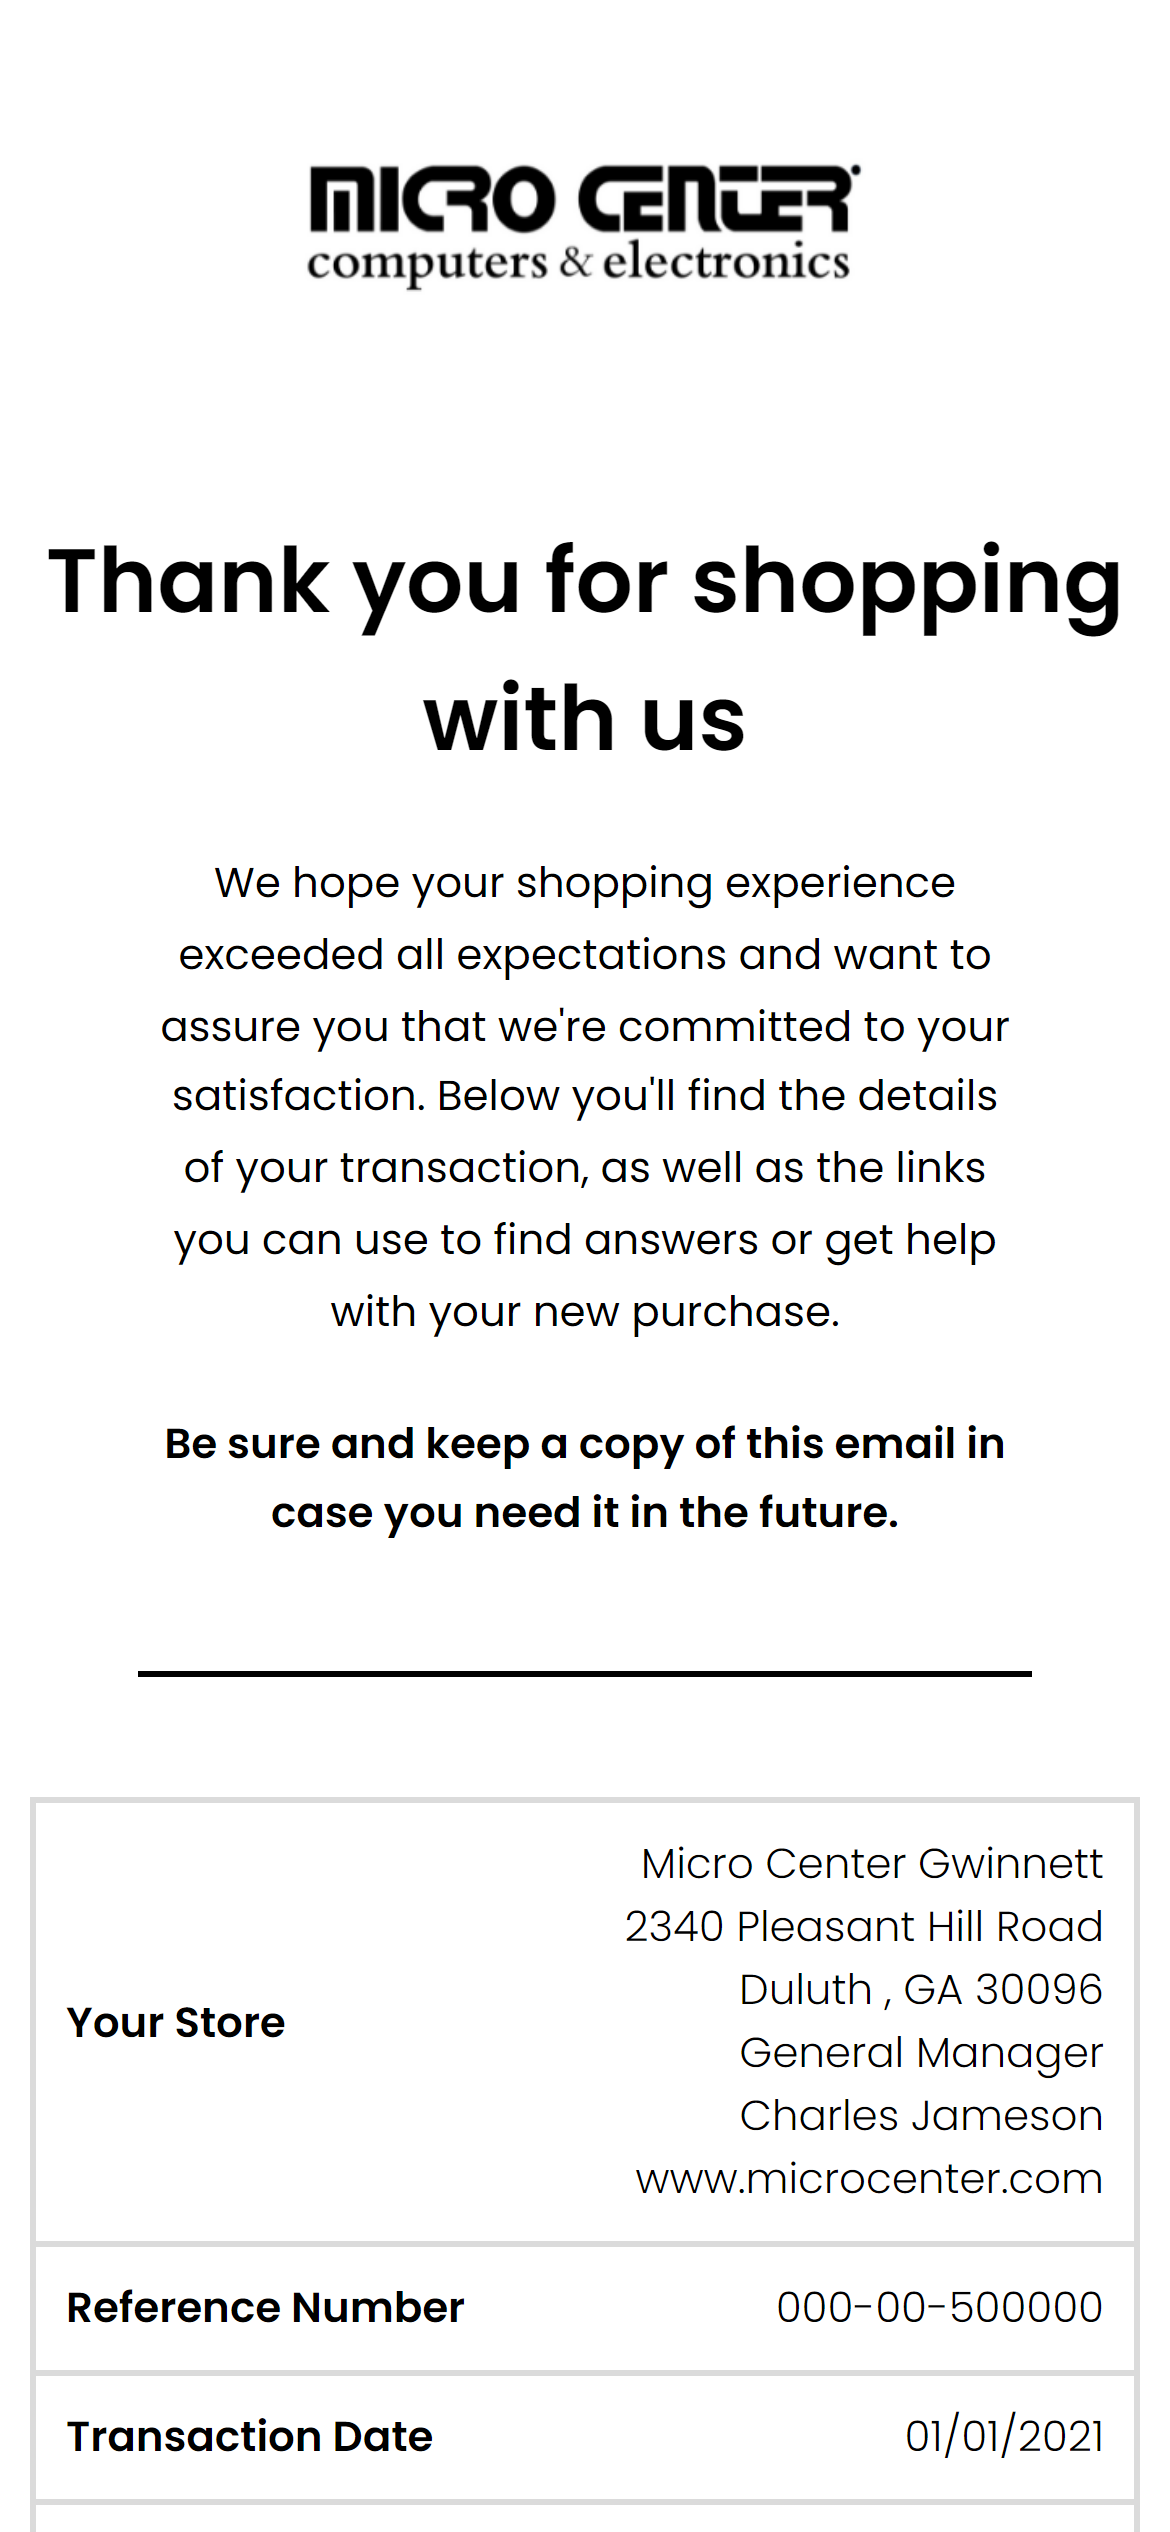 MICRO CENTER
computers & electronics
Thank you for shopping
with us
We hope your shopping experience
exceeded all expectations and want to
assure you that we're committed to your
satisfaction. Below you'll find the details
of your transaction, as well as the links
you can use to find answers or get help
with your new purchase.
Be sure and keep a copy of this email in
case you need it in the future.
Your Store
Micro Center Gwinnett
2340 Pleasant Hill Road
Duluth , GA 30096
General Manager
Charles Jameson
www.microcenter.com
Reference Number 000-00-500000
Transaction Date 01/01/2021